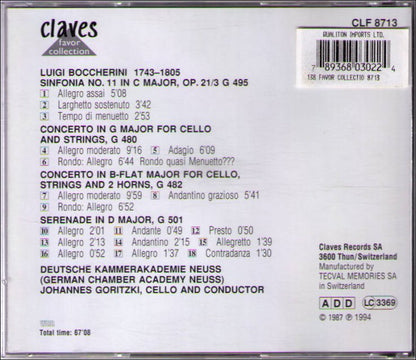 claves
favor
collection
CLF 8713
QUALITON IMPORTS LTD.
7 89368 03022 4
LUIGI BOCCHERINI 1743–1805
SINFONIA NO. 11 IN C MAJOR, OP. 21/3 G 495
1 Allegro assai 5'08
2 Larghetto sostenuto 3'42
3 Tempo di menuetto 2'53
CONCERTO IN G MAJOR FOR CELLO
AND STRINGS, G 480
4 Allegro moderato 9'16 5 Adagio 6'09
6 Rondo: Allegro 6'44 Rondo quasi Menuetto???
CONCERTO IN B-FLAT MAJOR FOR CELLO,
STRINGS AND 2 HORNS, G 482
7 Allegro moderato 9'59 8 Andantino grazioso 5'41
9 Rondo: Allegro 6'52
SERENADE IN D MAJOR, G 501
10 Allegro 2'01 11 Andante 0'49 12 Presto 0'50
13 Allegro 2'13 14 Andantino 2'15 15 Allegretto 1'39
16 Allegro 0'52 17 Allegro 1'37 18 Contradanza 1'30
DEUTSCHE KAMMERAKADEMIE NEUSS
(GERMAN CHAMBER ACADEMY NEUSS)
JOHANNES GORITZKI, CELLO AND CONDUCTOR
Total time: 67'08
Claves Records SA
3600 Thun/Switzerland
Manufactured by
TECVAL MEMORIES SA
in Switzerland
A D D LC 3369
℗ 1987 ℗ 1994